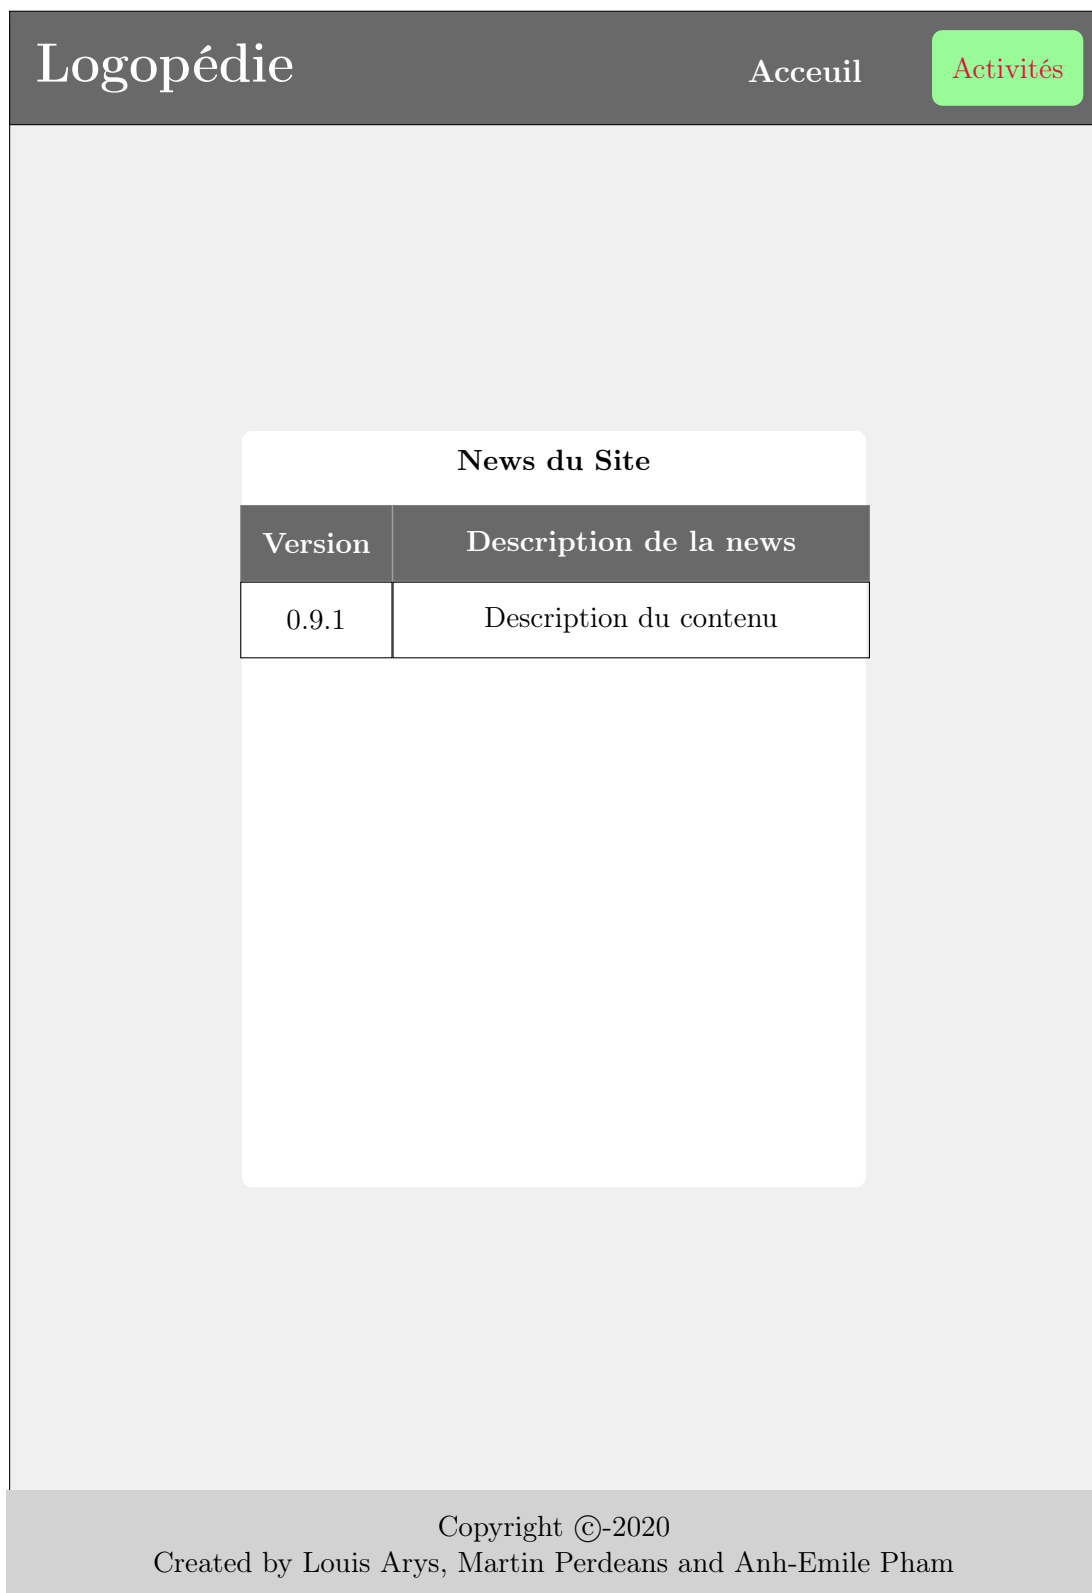 Logopédie
Acceuil
Activités
News du Site
Version
Description de la news
0.9.1
Description du contenu
Copyright ©-2020
Created by Louis Arys, Martin Perdeans and Anh-Emile Pham